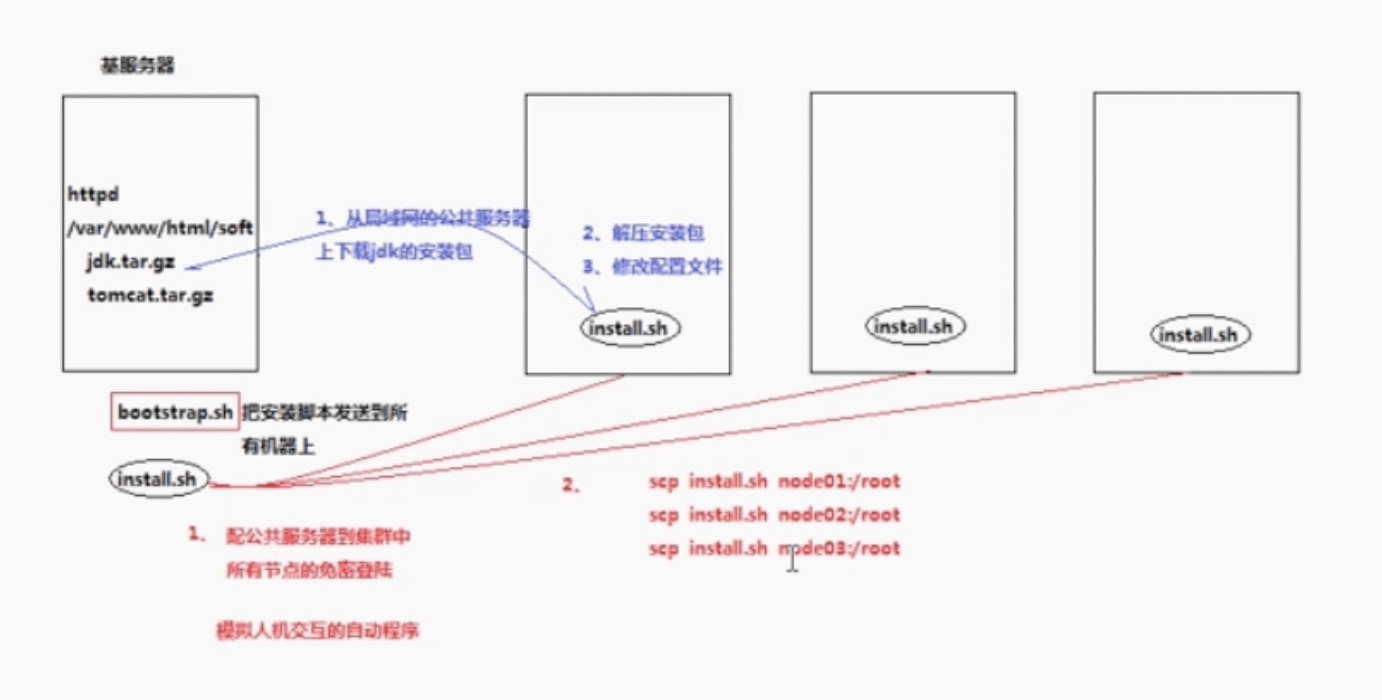 基服务器
httpd
/var/www/html/soft
jdk.tar.gz
tomcat.tar.gz
1、从局域网的公共服务器
上下载jdk的安装包
2、解压安装包
3、修改配置文件
install.sh
install.sh
install.sh
bootstrap.sh 把安装脚本发送到所
有机器上
install.sh
1、 配公共服务器到集群中
所有节点的免密登陆
模拟人机交互的自动程序
2、 scp install.sh node01:/root
scp install.sh node02:/root
scp install.sh node03:/root